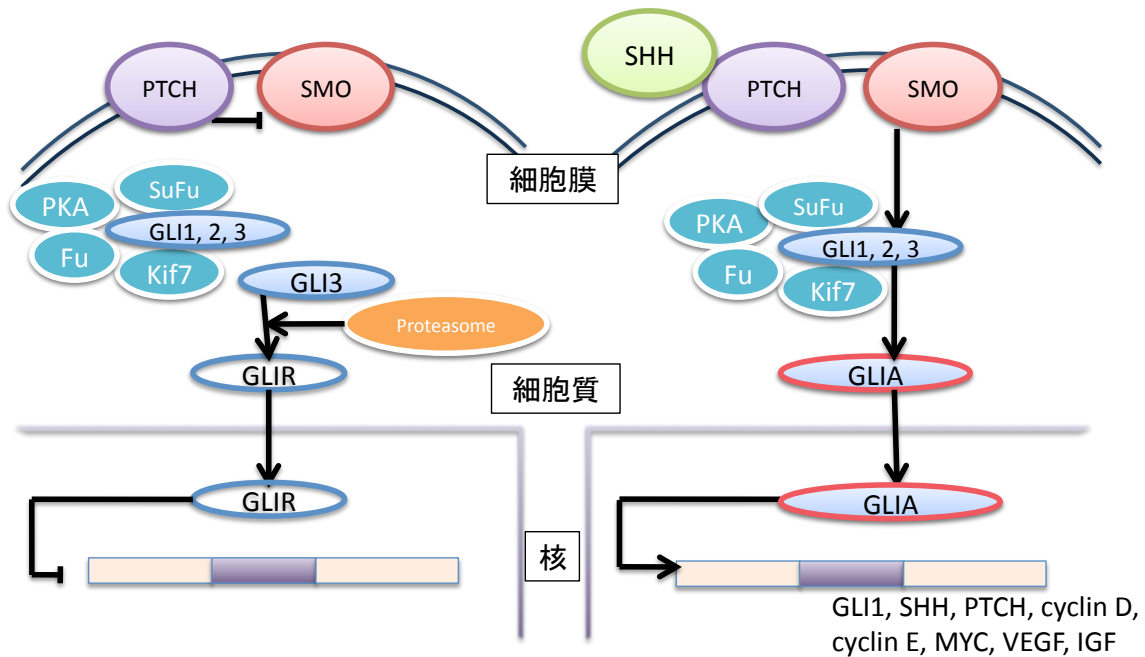 PTCH
SMO
PKA
SuFu
GLI1, 2, 3
Fu
Kif7
GLI3
Proteasome
GLIR
GLIR
細胞膜
細胞質
核
SHH
PTCH
SMO
PKA
SuFu
GLI1, 2, 3
Fu
Kif7
GLIA
GLIA
GLI1, SHH, PTCH, cyclin D,
cyclin E, MYC, VEGF, IGF